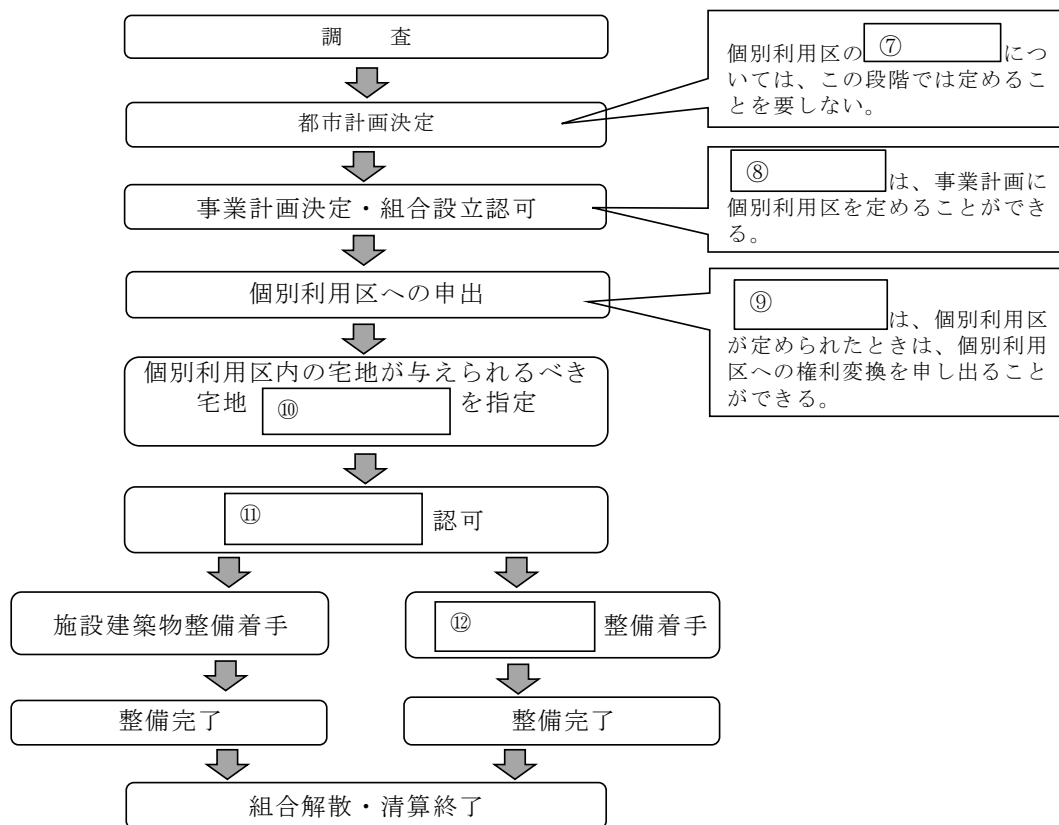 調　　査
個別利用区の ⑦ につ
いては、この段階では定めるこ
とを要しない。
都市計画決定
⑧ は、事業計画に
個別利用区を定めることができ
る。
事業計画決定・組合設立認可
個別利用区への申出
⑨ は、個別利用区
が定められたときは、個別利用
区への権利変換を申し出ること
ができる。
個別利用区内の宅地が与えられるべき
宅地 ⑩ を指定
⑪ 認可
施設建築物整備着手
⑫ 整備着手
整備完了
整備完了
組合解散・清算終了